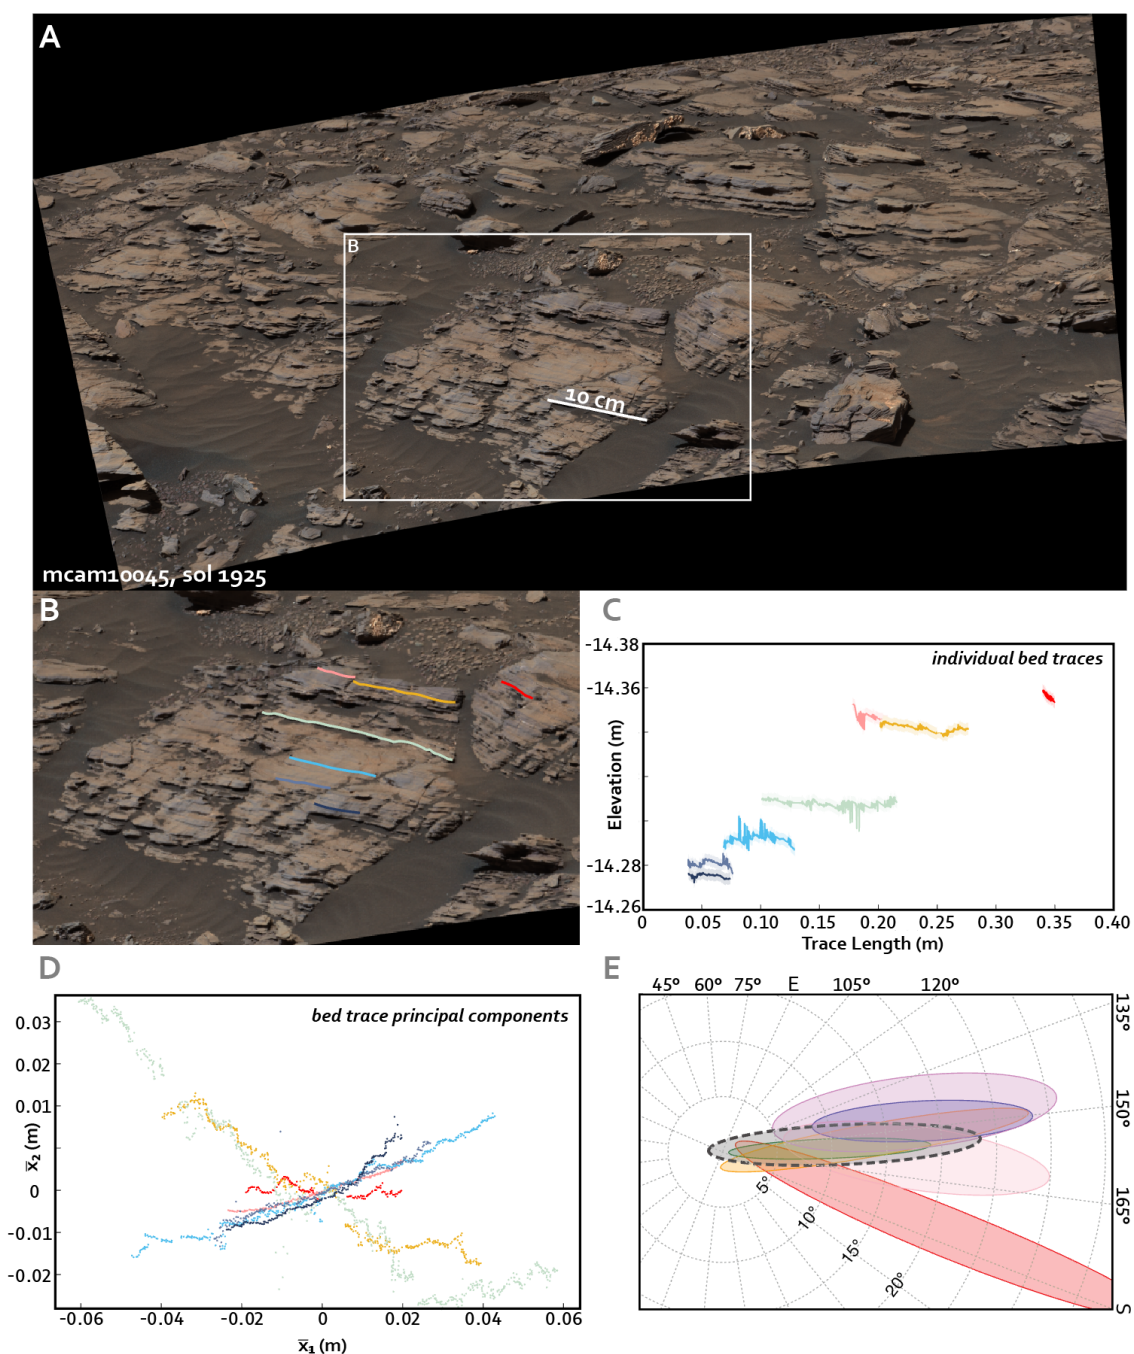 A
B
10 cm
mcam10045, sol 1925
B
C
individual bed traces
-14.38
-14.36
-14.28
-14.26
Elevation (m)
0
0.05
0.10
0.15
0.20
0.25
0.30
0.35
0.40
Trace Length (m)
D
bed trace principal components
0.03
0.02
0.01
0
-0.01
-0.02
x̅₂ (m)
-0.06
-0.04
-0.02
0
0.02
0.04
0.06
x̅₁ (m)
E
45°
60°
75°
E
105°
120°
135°
150°
165°
S
5°
10°
15°
20°